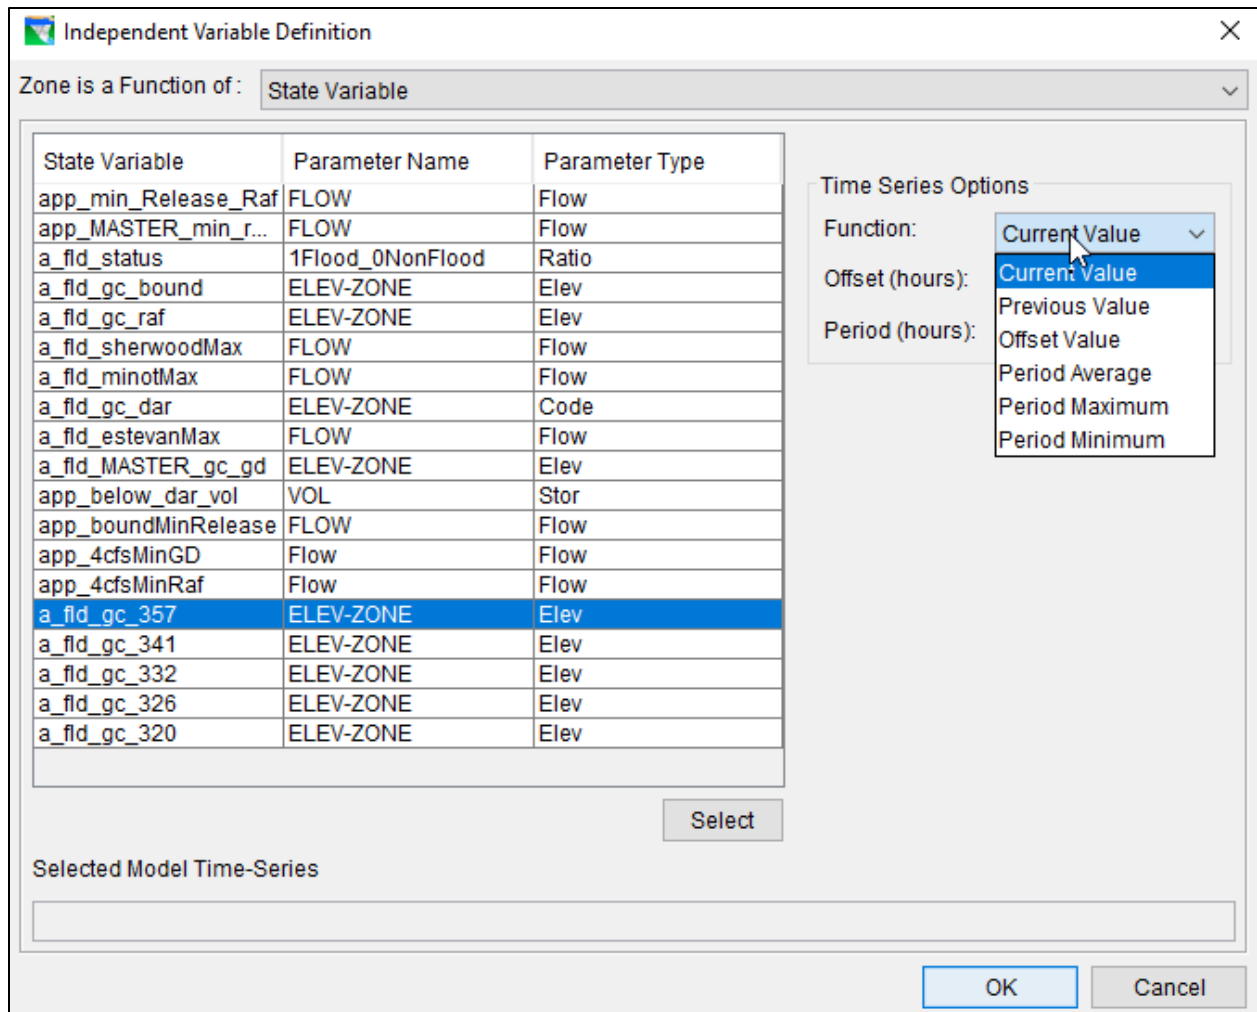 Independent Variable Definition
Zone is a Function of : State Variable
State Variable Parameter Name Parameter Type
app_min_Release_Raf FLOW Flow
app_MASTER_min_r... FLOW Flow
a_fld_status 1Flood_0NonFlood Ratio
a_fld_gc_bound ELEV-ZONE Elev
a_fld_gc_raf ELEV-ZONE Elev
a_fld_sherwoodMax FLOW Flow
a_fld_minotMax FLOW Flow
a_fld_gc_dar ELEV-ZONE Code
a_fld_estevanMax FLOW Flow
a_fld_MASTER_gc_gd ELEV-ZONE Elev
app_below_dar_vol VOL Stor
app_boundMinRelease FLOW Flow
app_4cfsMinGD Flow Flow
app_4cfsMinRaf Flow Flow
a_fld_gc_357 ELEV-ZONE Elev
a_fld_gc_341 ELEV-ZONE Elev
a_fld_gc_332 ELEV-ZONE Elev
a_fld_gc_326 ELEV-ZONE Elev
a_fld_gc_320 ELEV-ZONE Elev
Select
Time Series Options
Function: Current Value
Current Value
Previous Value
Offset (hours):
Offset Value
Period (hours):
Period Average
Period Maximum
Period Minimum
Selected Model Time-Series
OK Cancel